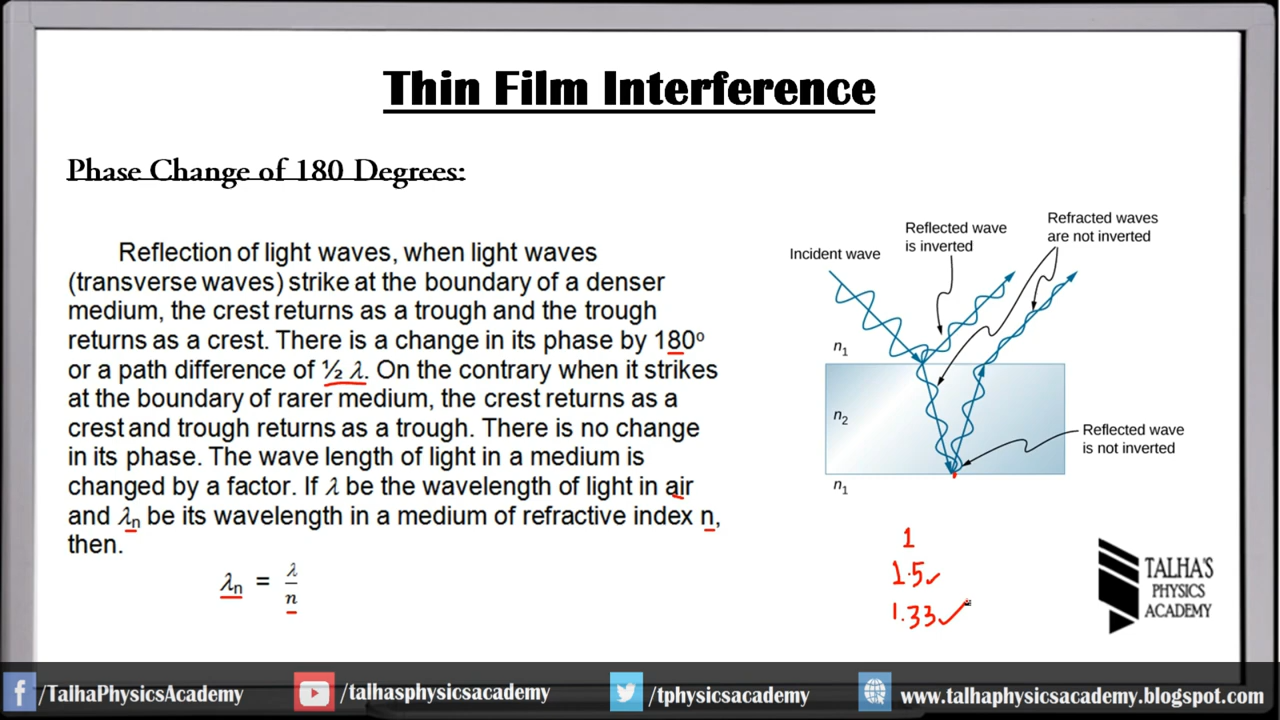 Thin Film Interference
Phase Change of 180 Degrees:
Reflection of light waves, when light waves
(transverse waves) strike at the boundary of a denser
medium, the crest returns as a trough and the trough
returns as a crest. There is a change in its phase by 180º
or a path difference of ½ λ. On the contrary when it strikes
at the boundary of rarer medium, the crest returns as a
crest and trough returns as a trough. There is no change
in its phase. The wave length of light in a medium is
changed by a factor. If λ be the wavelength of light in air
and λn be its wavelength in a medium of refractive index n,
then.
λn = λ/n
Incident wave
Reflected wave
is inverted
Refracted waves
are not inverted
n1
n2
n1
Reflected wave
is not inverted
1
1.5✓
1.33✓
TALHA'S
PHYSICS
ACADEMY
/TalhaPhysicsAcademy
/talhasphysicsacademy
/tphysicsacademy
www.talhaphysicsacademy.blogspot.com